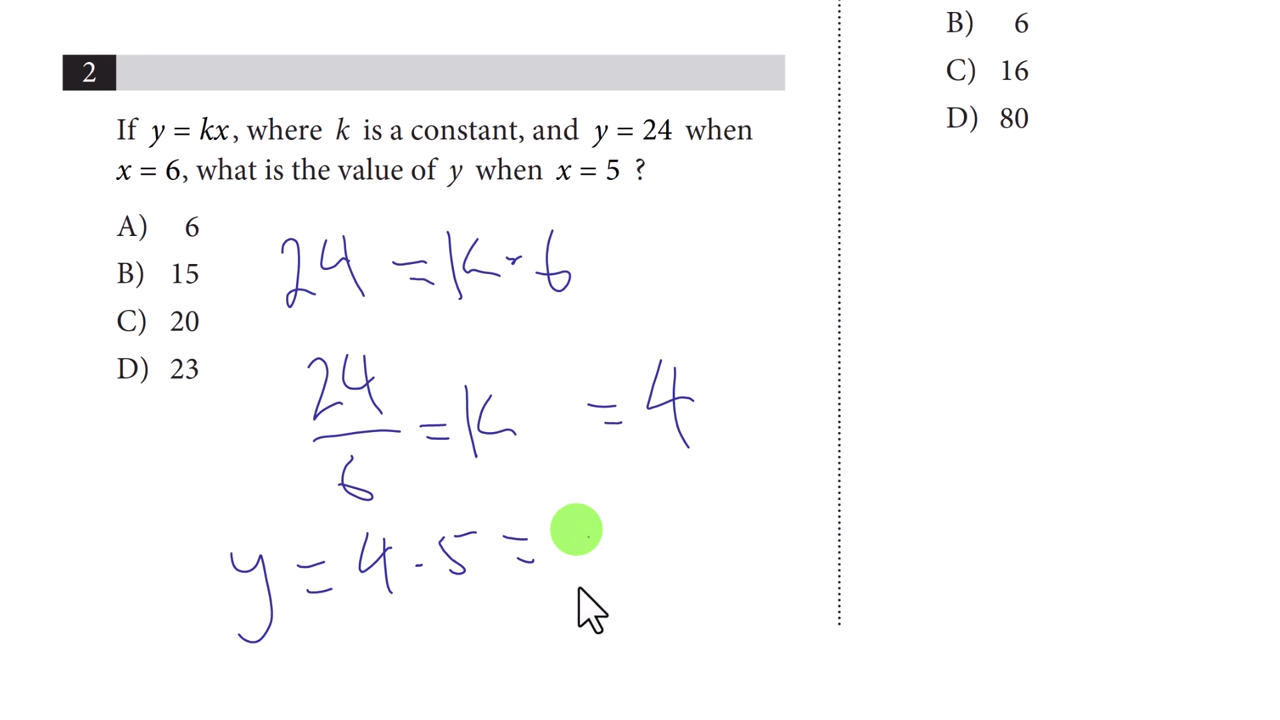 2
If y = kx, where k is a constant, and y = 24 when
x = 6, what is the value of y when x = 5 ?
A) 6
B) 15
C) 20
D) 23
24 = k · 6
24/6 = k = 4
y = 4 · 5 =
B) 6
C) 16
D) 80